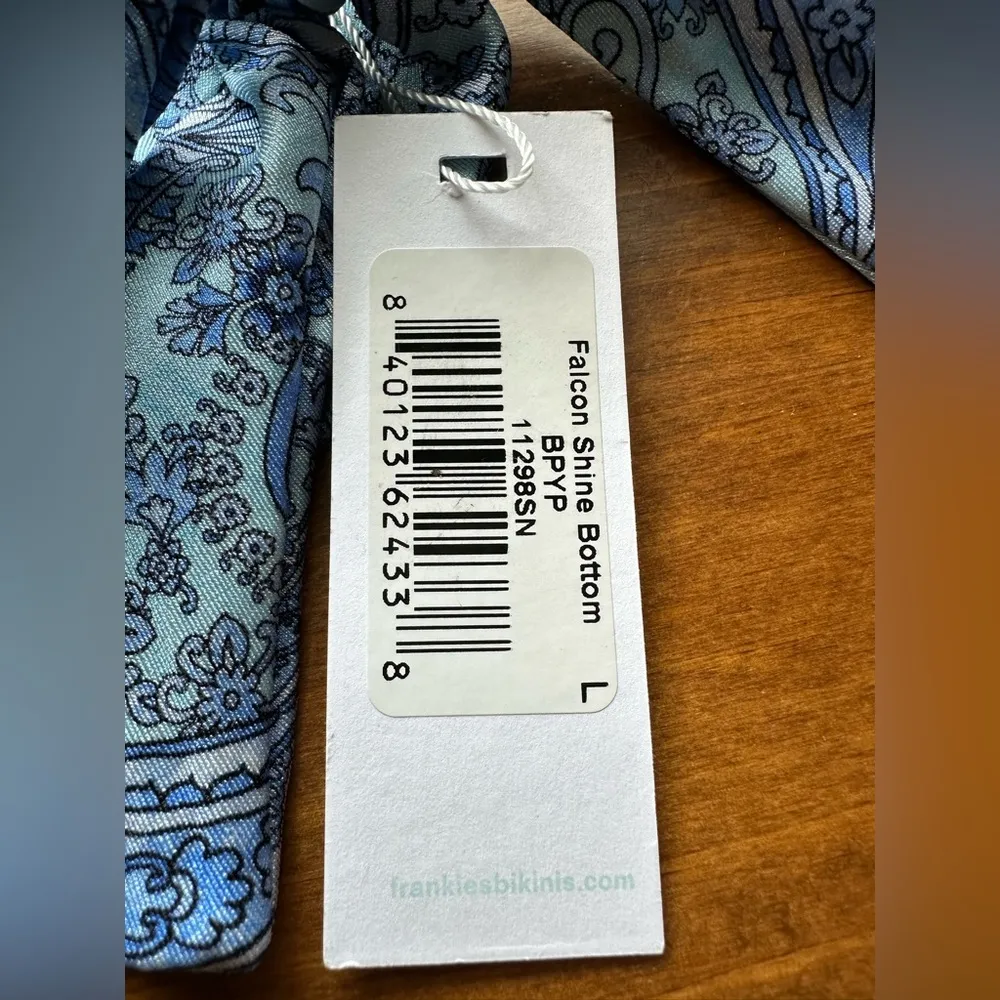 Falcon Shine Bottom L
BPYP
11298SN
8 40123 62433 8
frankiesbikinis.com